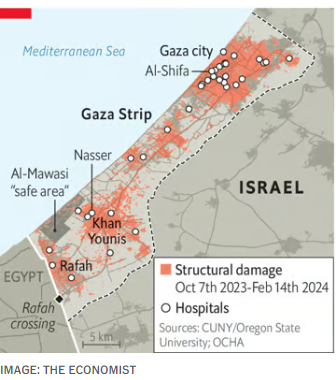 Mediterranean Sea
Gaza city
Al-Shifa
Gaza Strip
Nasser
Al-Mawasi
"safe area"
ISRAEL
Khan
Younis
EGYPT
Rafah
Rafah
crossing
5 km
Structural damage
Oct 7th 2023-Feb 14th 2024
Hospitals
Sources: CUNY/Oregon State
University; OCHA
IMAGE: THE ECONOMIST